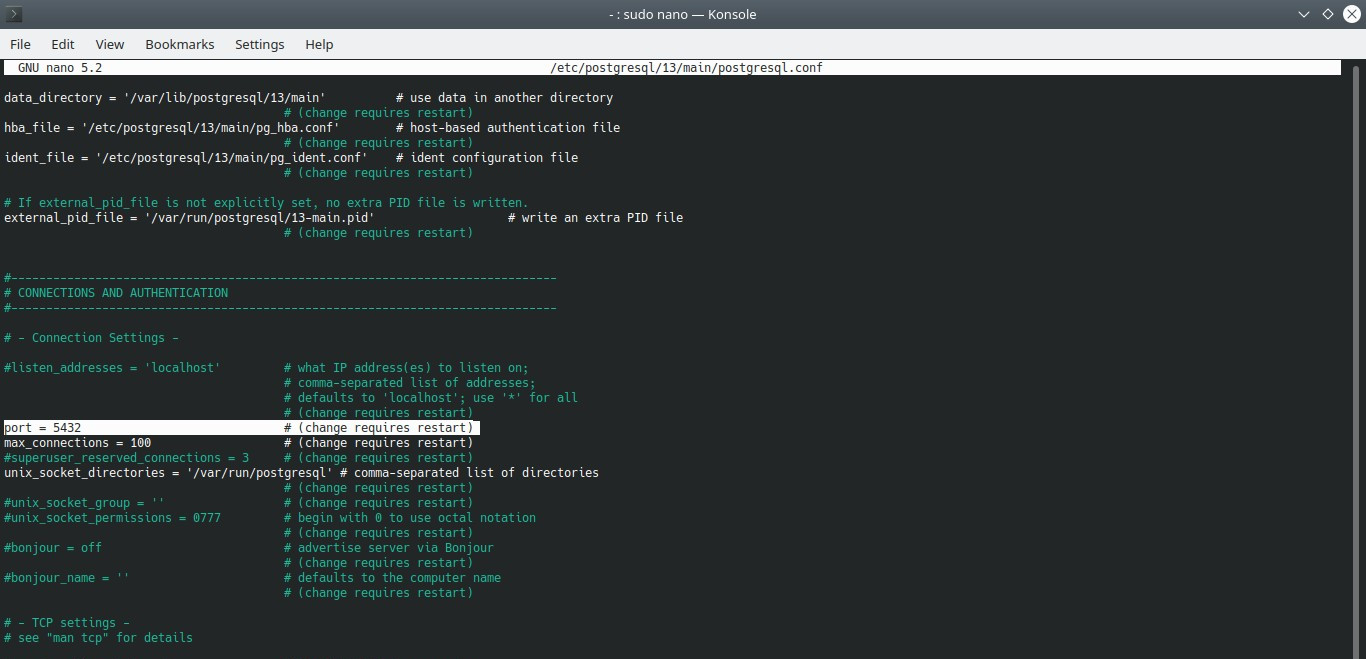 - : sudo nano — Konsole
File Edit View Bookmarks Settings Help
GNU nano 5.2 /etc/postgresql/13/main/postgresql.conf
data_directory = '/var/lib/postgresql/13/main' # use data in another directory
# (change requires restart)
hba_file = '/etc/postgresql/13/main/pg_hba.conf' # host-based authentication file
# (change requires restart)
ident_file = '/etc/postgresql/13/main/pg_ident.conf' # ident configuration file
# (change requires restart)
# If external_pid_file is not explicitly set, no extra PID file is written.
external_pid_file = '/var/run/postgresql/13-main.pid' # write an extra PID file
# (change requires restart)
#------------------------------------------------------------------------------
# CONNECTIONS AND AUTHENTICATION
#------------------------------------------------------------------------------
# - Connection Settings -
#listen_addresses = 'localhost' # what IP address(es) to listen on;
# comma-separated list of addresses;
# defaults to 'localhost'; use '*' for all
# (change requires restart)
port = 5432 # (change requires restart)
max_connections = 100 # (change requires restart)
#superuser_reserved_connections = 3 # (change requires restart)
unix_socket_directories = '/var/run/postgresql' # comma-separated list of directories
# (change requires restart)
#unix_socket_group = '' # (change requires restart)
#unix_socket_permissions = 0777 # begin with 0 to use octal notation
# (change requires restart)
#bonjour = off # advertise server via Bonjour
# (change requires restart)
#bonjour_name = '' # defaults to the computer name
# (change requires restart)
# - TCP settings -
# see "man tcp" for details